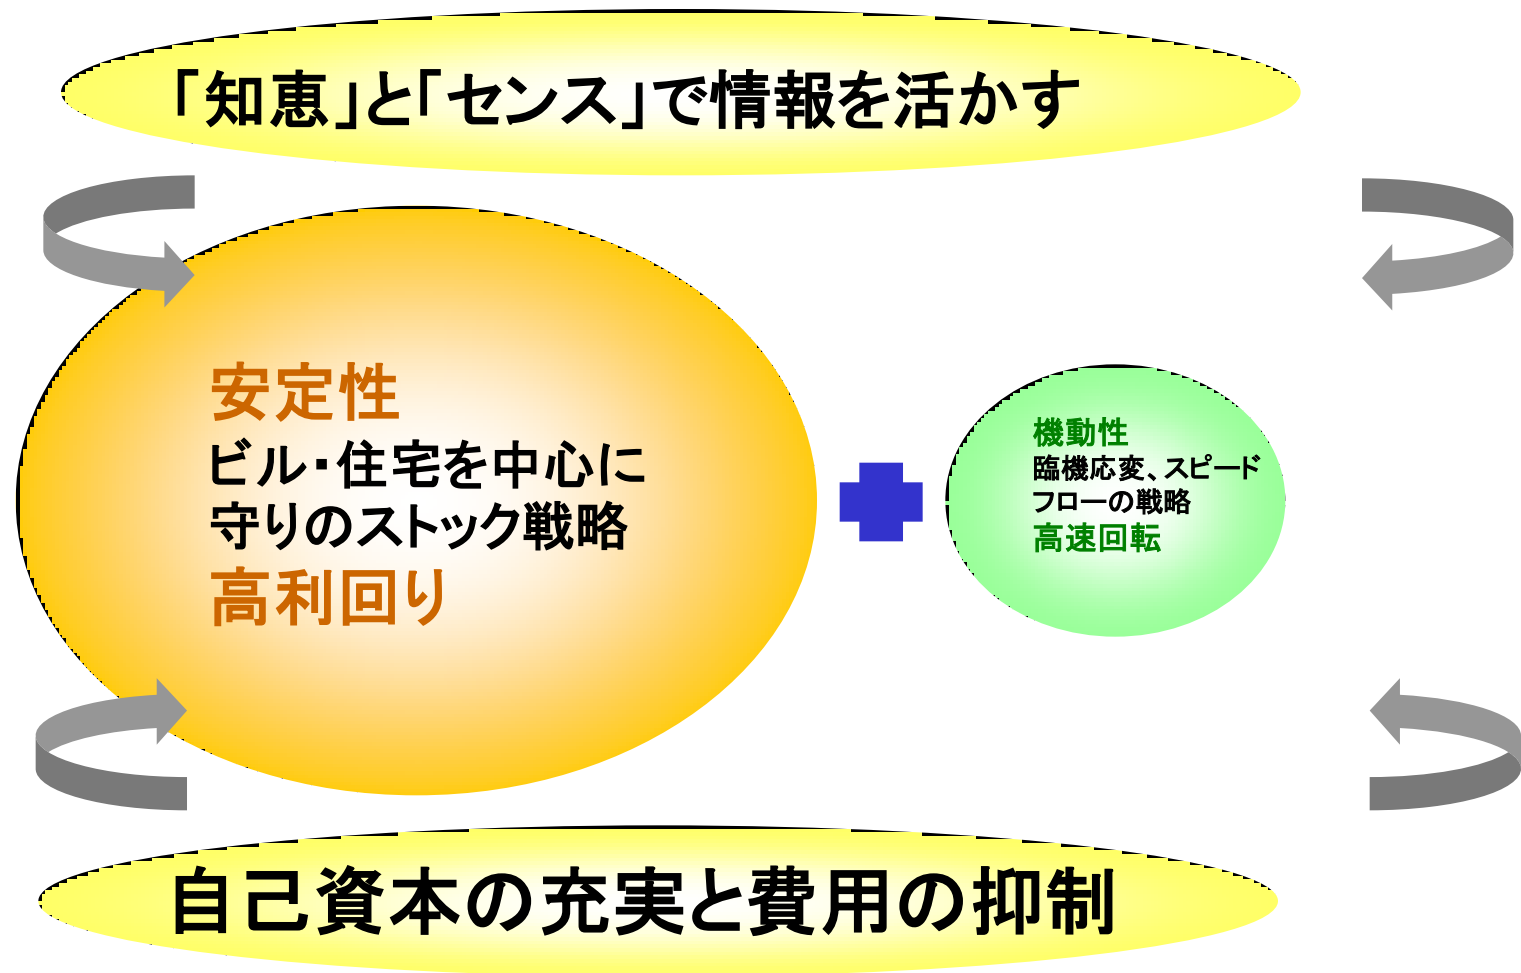 「知恵」と「センス」で情報を活かす
安定性
ビル・住宅を中心に
守りのストック戦略
高利回り
機動性
臨機応変、スピード
フローの戦略
高速回転
自己資本の充実と費用の抑制